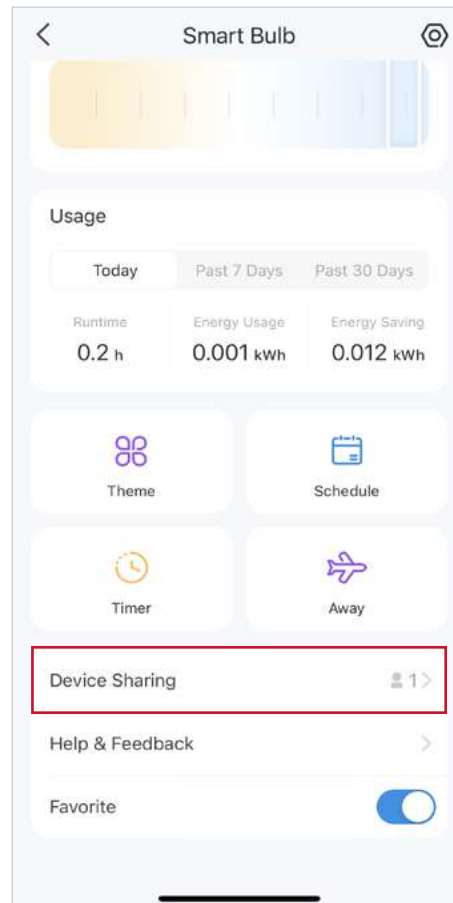 Smart Bulb
Usage
Today Past 7 Days Past 30 Days
Runtime Energy Usage Energy Saving
0.2 h 0.001 kWh 0.012 kWh
Theme Schedule
Timer Away
Device Sharing 1
Help & Feedback
Favorite